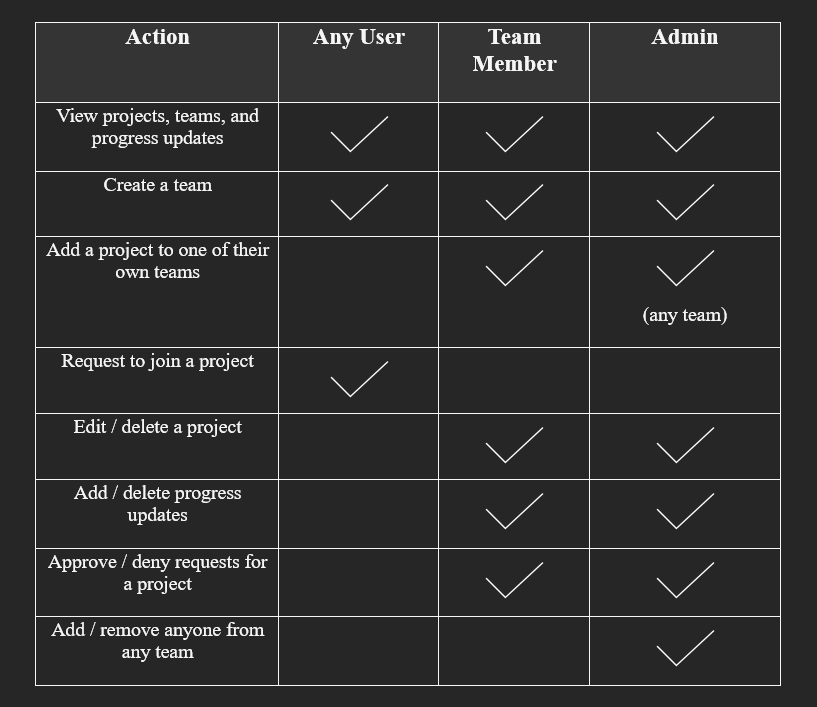 Action
Any User
Team
Member
Admin
View projects, teams, and
progress updates
Create a team
Add a project to one of their
own teams
(any team)
Request to join a project
Edit / delete a project
Add / delete progress
updates
Approve / deny requests for
a project
Add / remove anyone from
any team